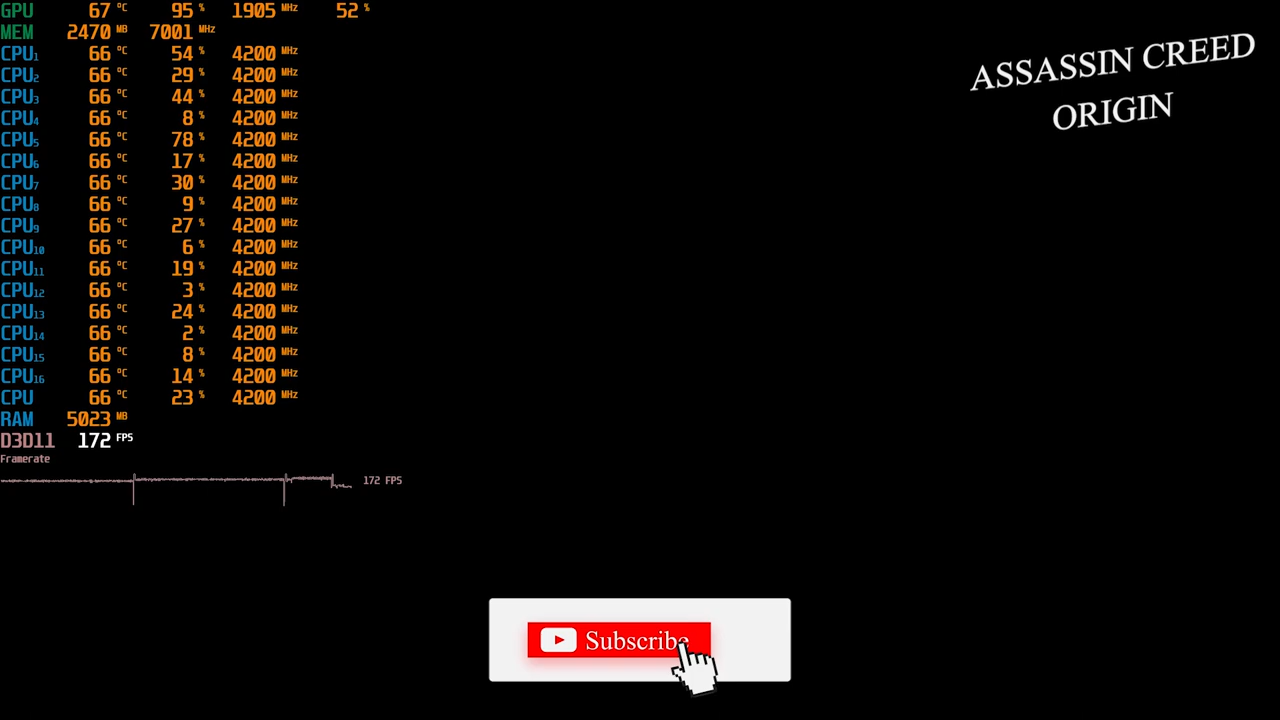 GPU 67 °C 95 % 1905 MHz 52 %
MEM 2470 MB 7001 MHz
CPU1 66 °C 54 % 4200 MHz
CPU2 66 °C 29 % 4200 MHz
CPU3 66 °C 44 % 4200 MHz
CPU4 66 °C 8 % 4200 MHz
CPU5 66 °C 78 % 4200 MHz
CPU6 66 °C 17 % 4200 MHz
CPU7 66 °C 30 % 4200 MHz
CPU8 66 °C 9 % 4200 MHz
CPU9 66 °C 27 % 4200 MHz
CPU10 66 °C 6 % 4200 MHz
CPU11 66 °C 19 % 4200 MHz
CPU12 66 °C 3 % 4200 MHz
CPU13 66 °C 24 % 4200 MHz
CPU14 66 °C 2 % 4200 MHz
CPU15 66 °C 8 % 4200 MHz
CPU16 66 °C 14 % 4200 MHz
CPU 66 °C 23 % 4200 MHz
RAM 5023 MB
D3D11 172 FPS
Framerate
172 FPS
ASSASSIN CREED
ORIGIN
Subscribe